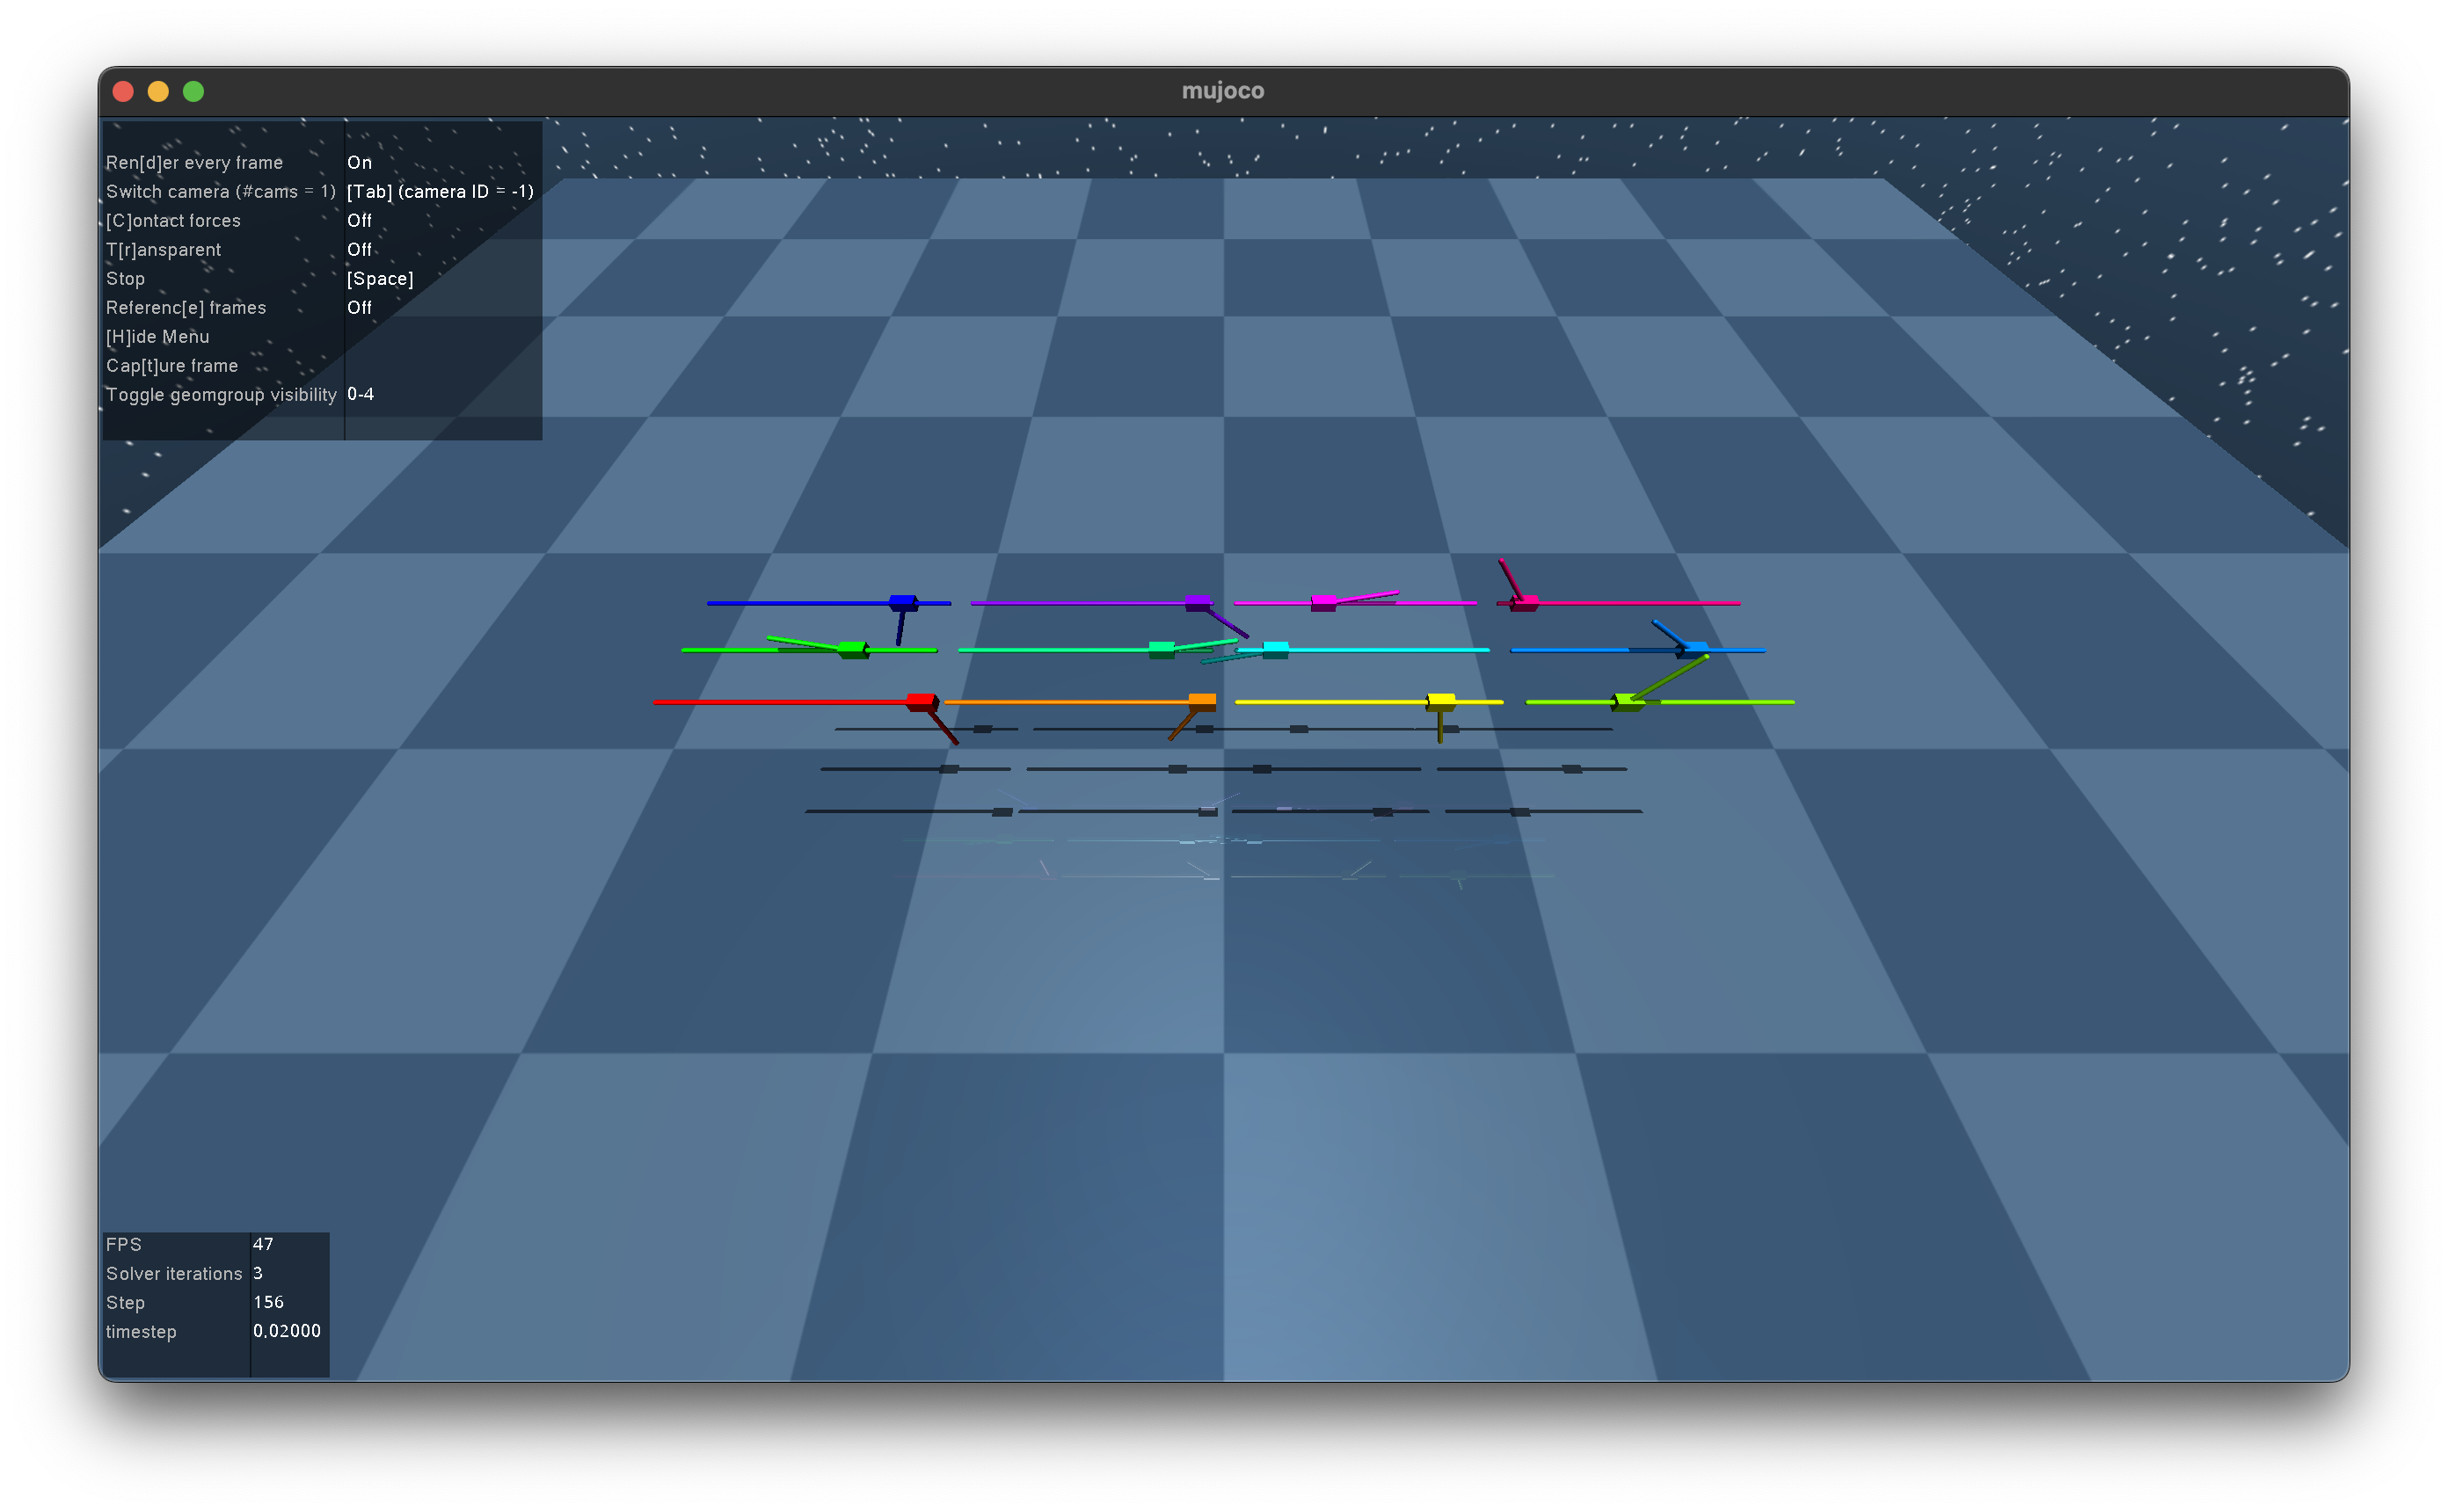 mujoco
Ren[d]er every frame On
Switch camera (#cams = 1) [Tab] (camera ID = -1)
[C]ontact forces Off
T[r]ansparent Off
Stop [Space]
Referenc[e] frames Off
[H]ide Menu
Cap[t]ure frame
Toggle geomgroup visibility 0-4
FPS 47
Solver iterations 3
Step 156
timestep 0.02000